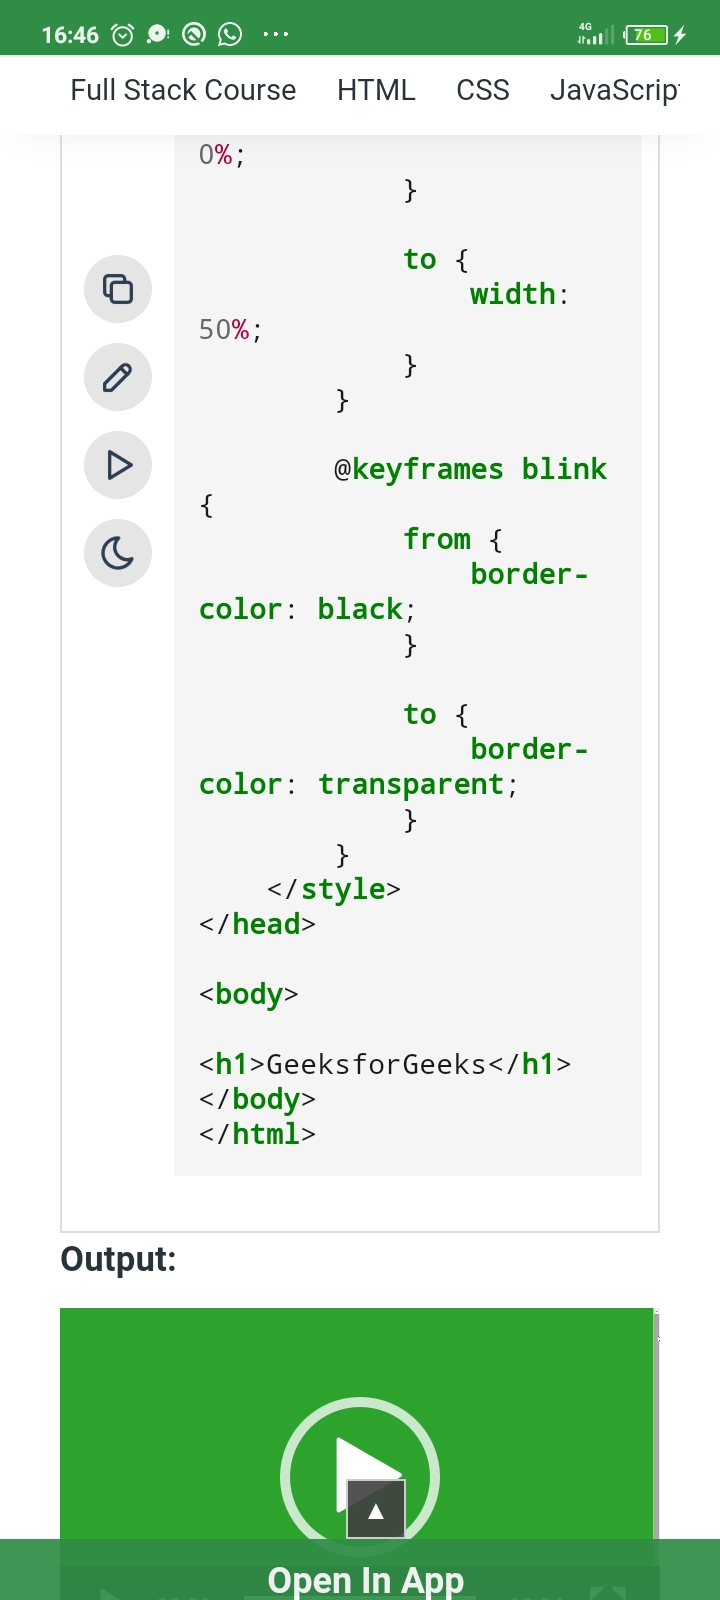 16:46 4G 76
Full Stack Course HTML CSS JavaScrip
0%;
}
to {
width:
50%;
}
}
@keyframes blink
{
from {
border-
color: black;
}
to {
border-
color: transparent;
}
}
</style>
</head>
<body>
<h1>GeeksforGeeks</h1>
</body>
</html>
Output:
Open In App